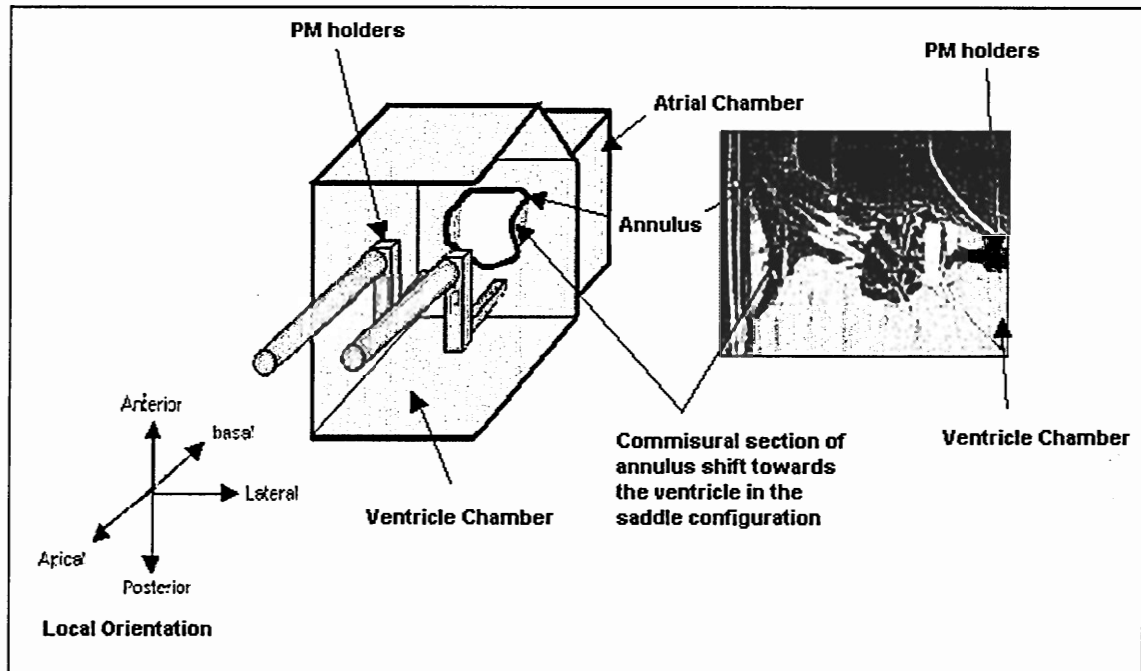 PM holders
PM holders
Atrial Chamber
Annulus
Anterior
basal
Lateral
Apical
Posterior
Local Orientation
Ventricle Chamber
Commisural section of
annulus shift towards
the ventricle in the
saddle configuration
Ventricle Chamber